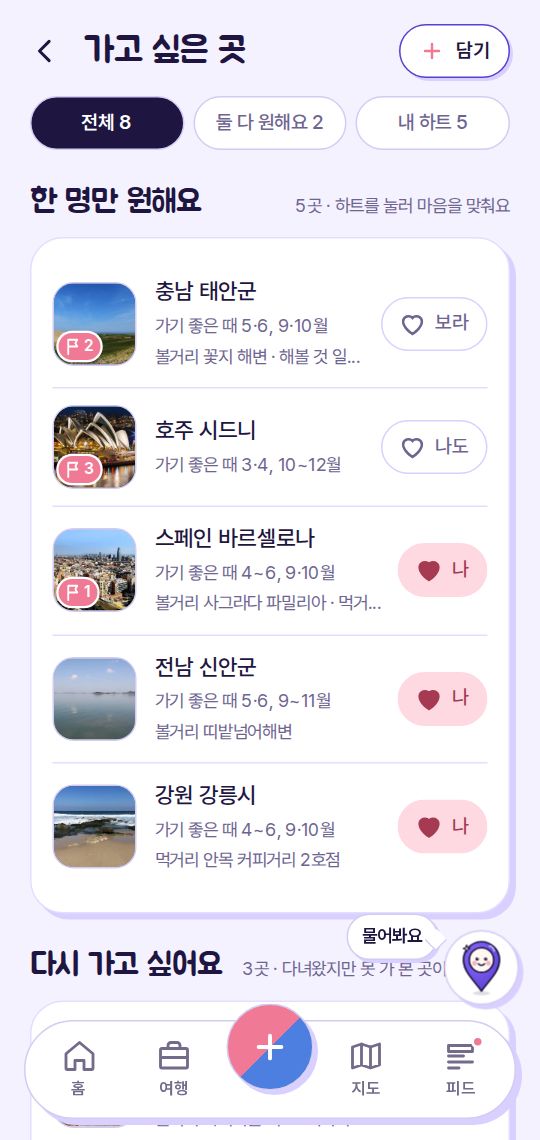 가고 싶은 곳
담기
전체 8
둘 다 원해요 2
내 하트 5
한 명만 원해요
5곳 · 하트를 눌러 마음을 맞춰요
충남 태안군
가기 좋은 때 5·6, 9·10월
볼거리 꽃지 해변 · 해볼 것 일...
2
보라
호주 시드니
가기 좋은 때 3·4, 10~12월
3
나도
스페인 바르셀로나
가기 좋은 때 4~6, 9·10월
볼거리 사그라다 파밀리아 · 먹거...
1
나
전남 신안군
가기 좋은 때 5·6, 9~11월
볼거리 띠밭넘어해변
나
강원 강릉시
가기 좋은 때 4~6, 9·10월
먹거리 안목 커피거리 2호점
나
물어봐요
다시 가고 싶어요
3곳 · 다녀왔지만 못 가 본 곳이
홈
여행
지도
피드